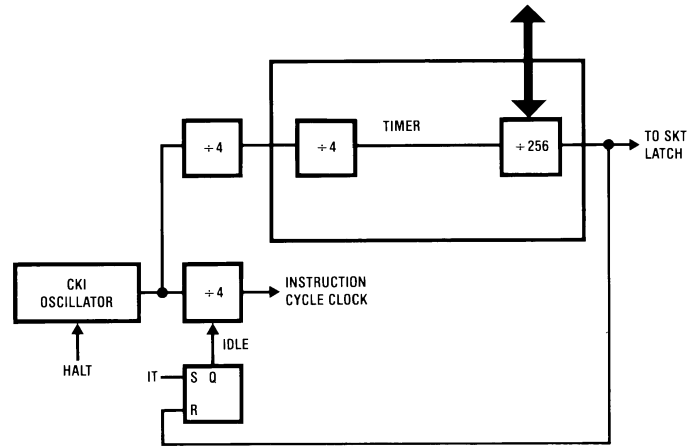 TIMER
÷ 4
÷ 4
÷ 256
TO SKT
LATCH
CKI
OSCILLATOR
÷ 4
INSTRUCTION
CYCLE CLOCK
HALT
IDLE
IT
S Q
R